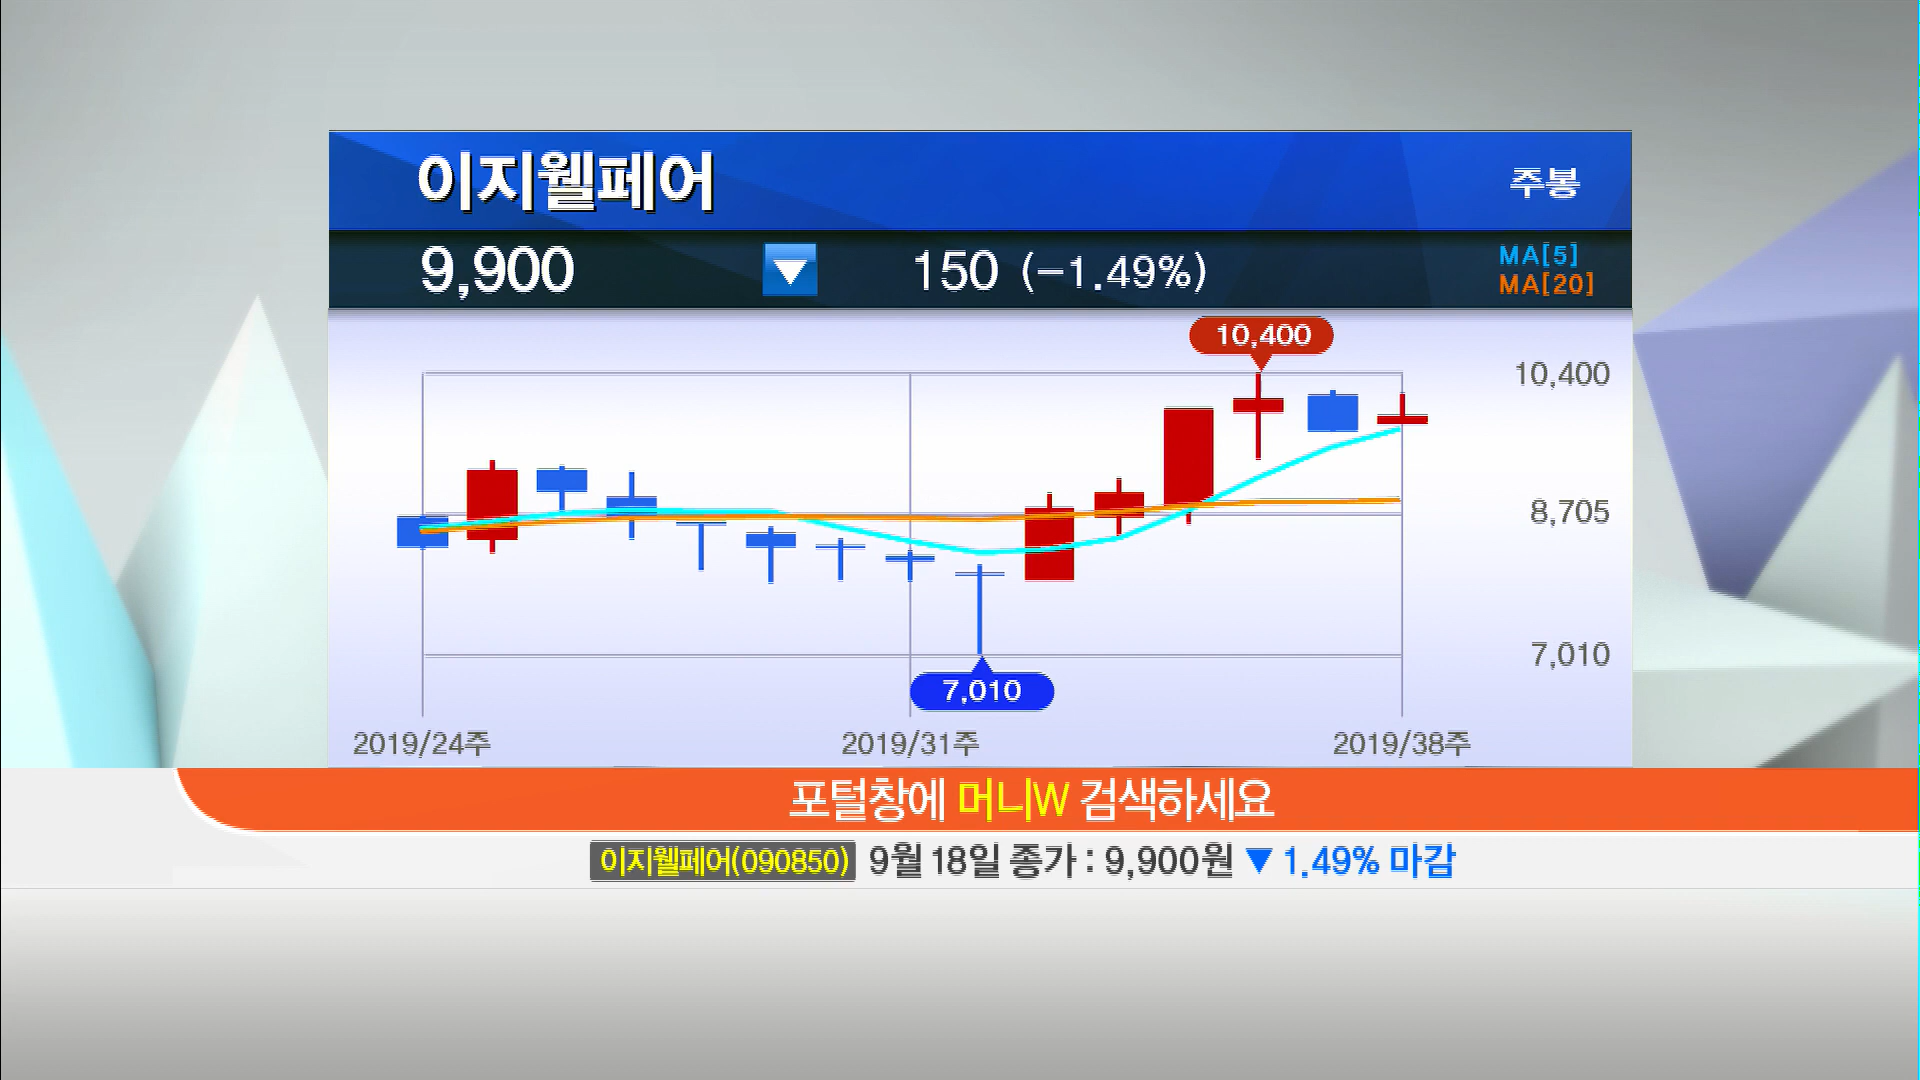 이지웰페어
주봉
9,900 ▼ 150 (-1.49%)
MA[5]
MA[20]
10,400
10,400
8,705
7,010
7,010
2019/24주 2019/31주 2019/38주
포털창에 머니W 검색하세요
이지웰페어(090850) 9월 18일 종가 : 9,900원 ▼ 1.49% 마감